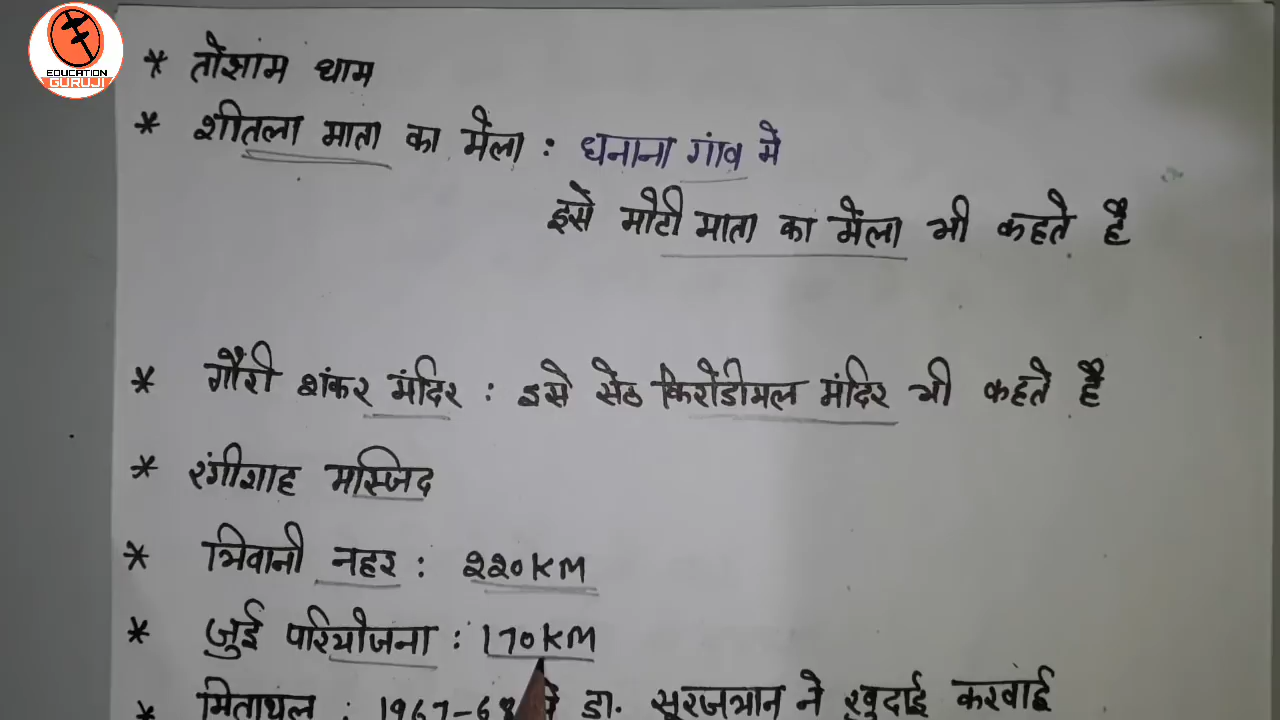 EDUCATION
GURUJI
* तोशाम धाम
* शीतला माता का मेला : धनाना गांव मे
इसे मोटी माता का मेला भी कहते है
* गौरी शंकर मंदिर : इसे सेठ किरोडीमल मंदिर भी कहते है
* रंगीशाह मस्जिद
* भिवानी नहर : 220KM
* जुई परियोजना : 170KM
* मिताथल : 1967-68 डा. सूरजभान ने खुदाई करवाई